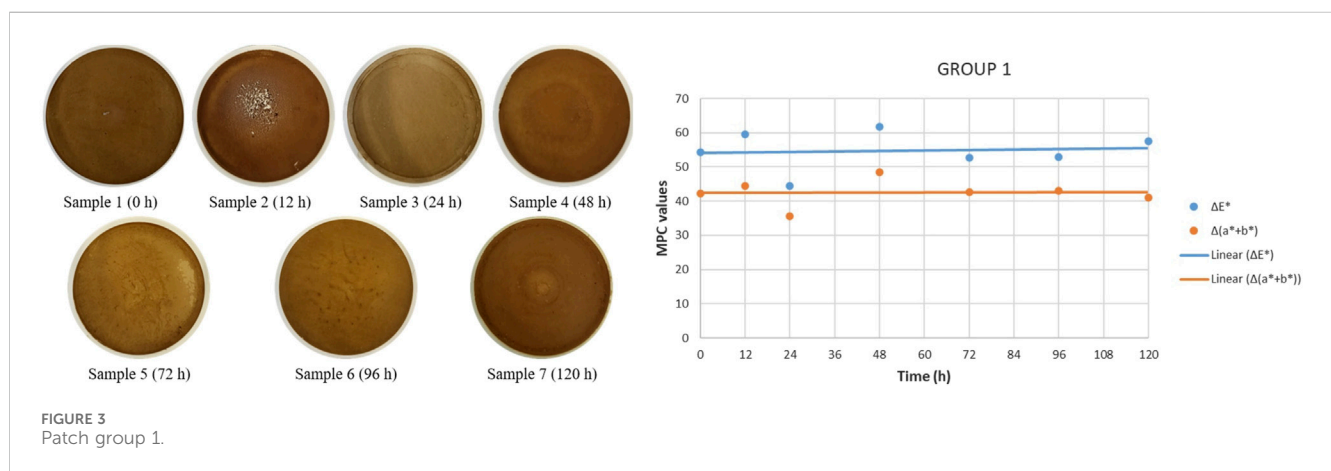 Sample 1 (0 h) Sample 2 (12 h) Sample 3 (24 h) Sample 4 (48 h)
Sample 5 (72 h) Sample 6 (96 h) Sample 7 (120 h)
GROUP 1
MPC values
70
60
50
40
30
20
10
0
0 12 24 36 48 60 72 84 96 108 120
Time (h)
ΔE*
Δ(a*+b*)
Linear (ΔE*)
Linear (Δ(a*+b*))
FIGURE 3
Patch group 1.